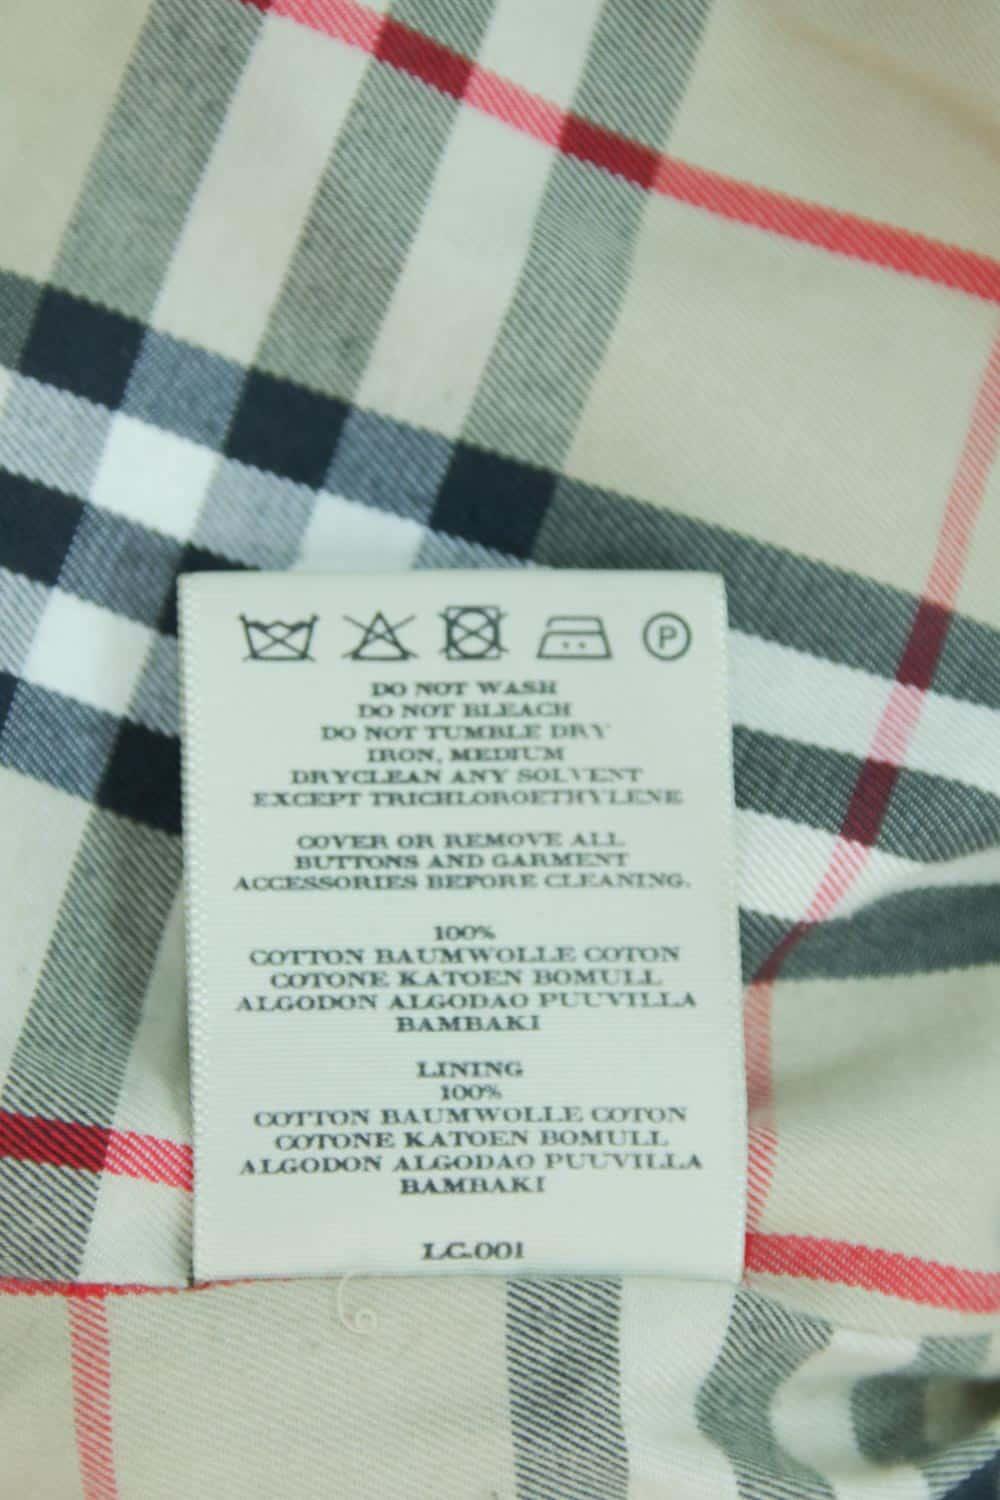 P
DO NOT WASH
DO NOT BLEACH
DO NOT TUMBLE DRY
IRON, MEDIUM
DRYCLEAN ANY SOLVENT
EXCEPT TRICHLOROETHYLENE
COVER OR REMOVE ALL
BUTTONS AND GARMENT
ACCESSORIES BEFORE CLEANING.
100%
COTTON BAUMWOLLE COTON
COTONE KATOEN BOMULL
ALGODON ALGODAO PUUVILLA
BAMBAKI
LINING
100%
COTTON BAUMWOLLE COTON
COTONE KATOEN BOMULL
ALGODON ALGODAO PUUVILLA
BAMBAKI
LC.001